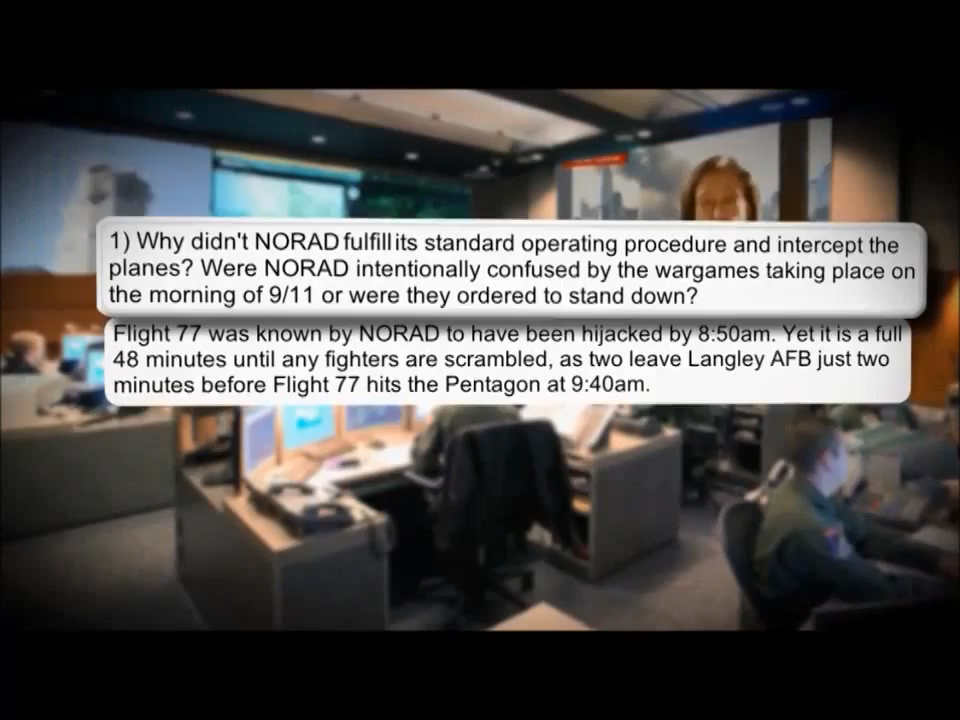 1) Why didn't NORAD fulfill its standard operating procedure and intercept the
planes? Were NORAD intentionally confused by the wargames taking place on
the morning of 9/11 or were they ordered to stand down?
Flight 77 was known by NORAD to have been hijacked by 8:50am. Yet it is a full
48 minutes until any fighters are scrambled, as two leave Langley AFB just two
minutes before Flight 77 hits the Pentagon at 9:40am.